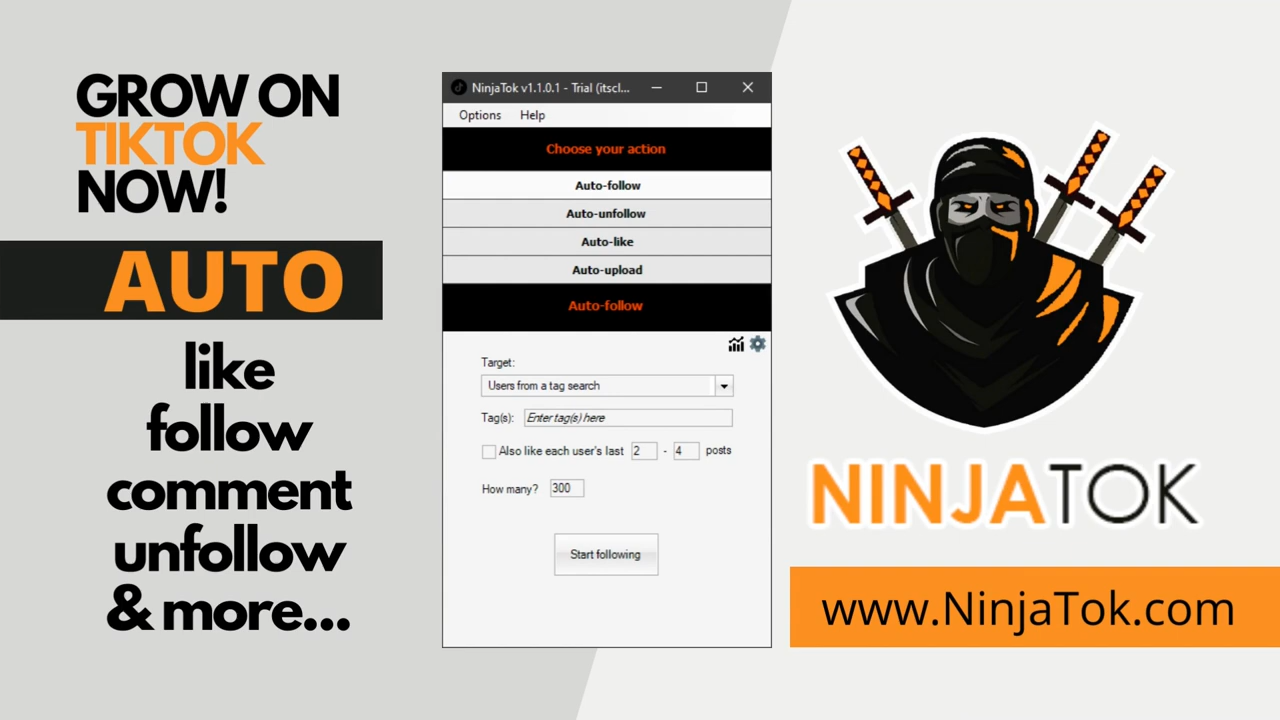 GROW ON
TIKTOK
NOW!
AUTO
like
follow
comment
unfollow
& more...
NinjaTok v1.1.0.1 - Trial (itscl...
Options Help
Choose your action
Auto-follow
Auto-unfollow
Auto-like
Auto-upload
Auto-follow
Target:
Users from a tag search
Tag(s): Enter tag(s) here
Also like each user's last 2 - 4 posts
How many? 300
Start following
NINJATOK
www.NinjaTok.com